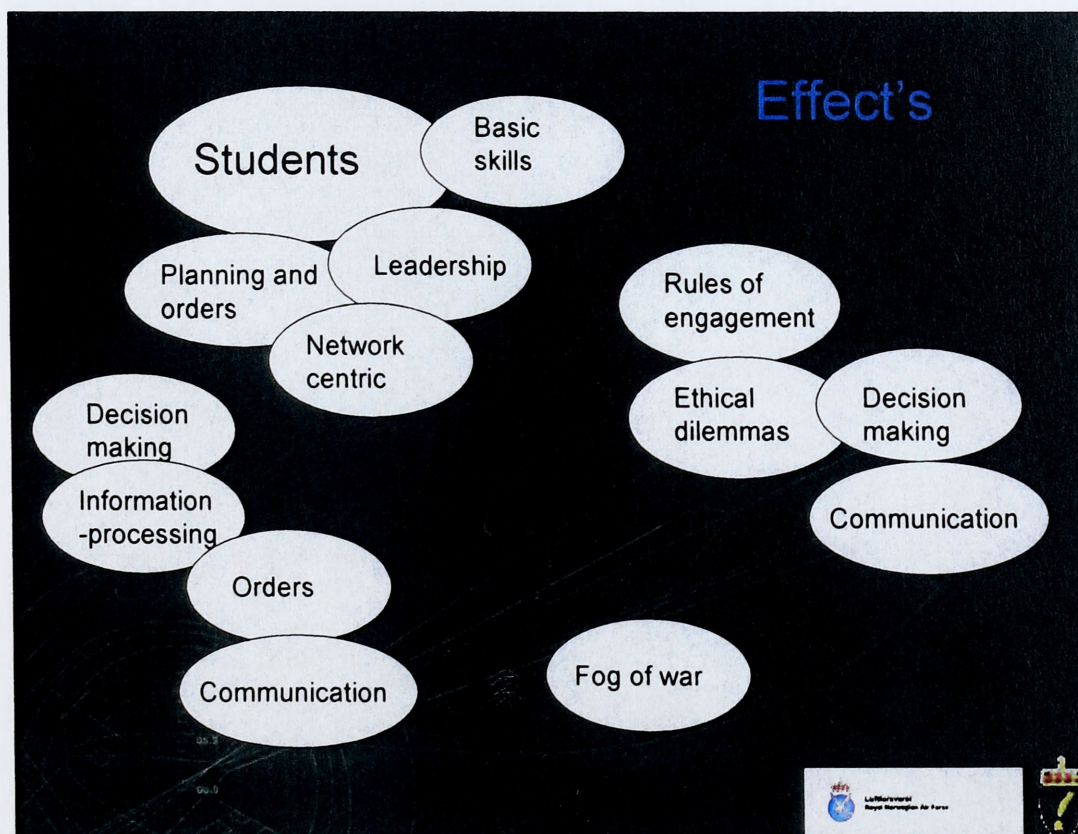 Effect's
Students
Basic
skills
Planning and
orders
Leadership
Network
centric
Rules of
engagement
Ethical
dilemmas
Decision
making
Communication
Decision
making
Information
-processing
Orders
Communication
Fog of war
Luftforsvaret
Royal Norwegian Air Force